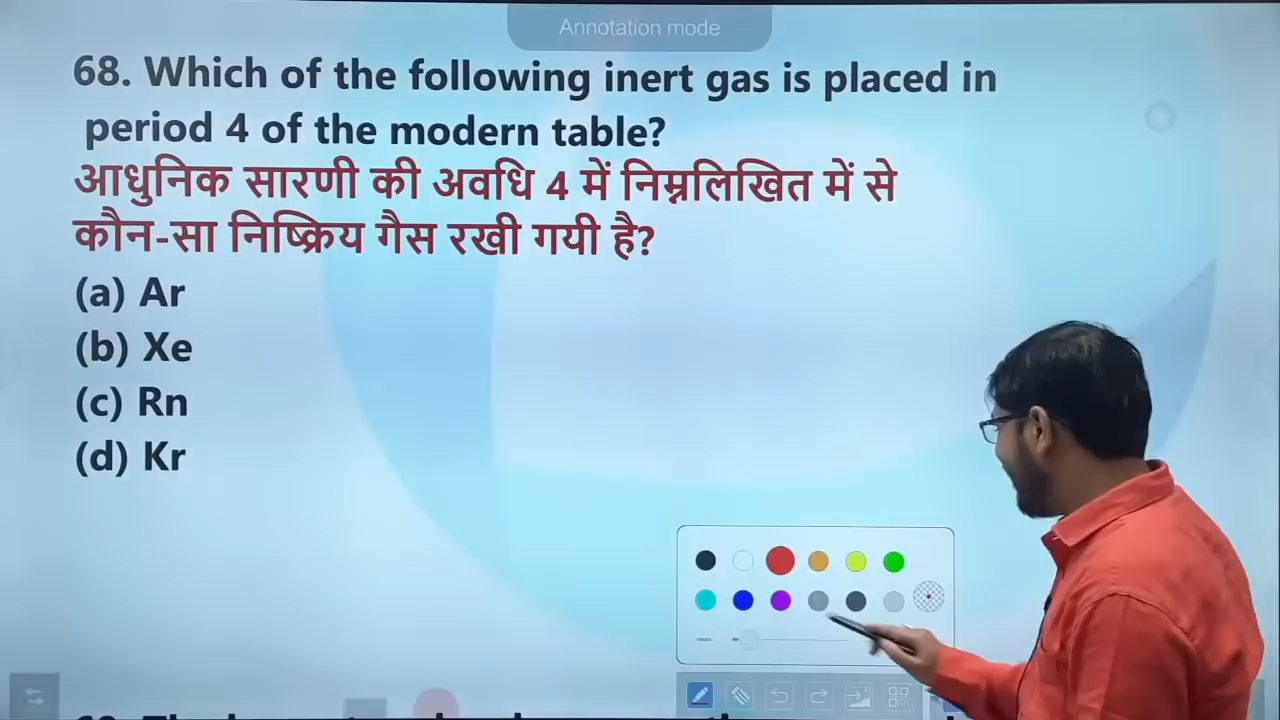 Annotation mode
68. Which of the following inert gas is placed in
period 4 of the modern table?
आधुनिक सारणी की अवधि 4 में निम्नलिखित में से
कौन-सा निष्क्रिय गैस रखी गयी है?
(a) Ar
(b) Xe
(c) Rn
(d) Kr